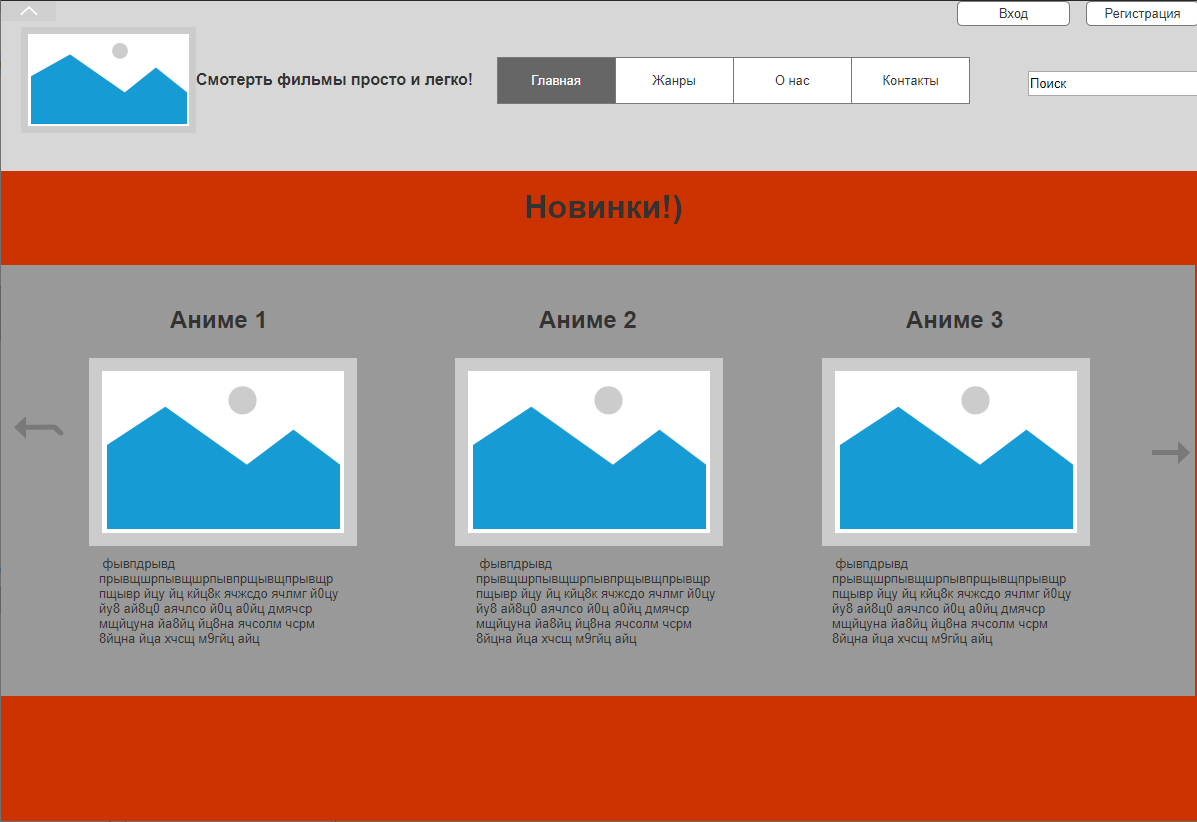 Вход
Регистрация
Смотерть фильмы просто и легко!
Главная
Жанры
О нас
Контакты
Поиск
Новинки!)
Аниме 1
Аниме 2
Аниме 3
фывпдрывд
прывщшрпывщшрпывпрщывщпрывщр
пщывр йцу йц кйц8к ячжсдо ячлмг й0цу
йу8 ай8ц0 аячлсо й0ц а0йц дмячср
мщйцуна йа8йц йц8на ячсолм чсрм
8йцна йца хчсщ м9гйц айц
фывпдрывд
прывщшрпывщшрпывпрщывщпрывщр
пщывр йцу йц кйц8к ячжсдо ячлмг й0цу
йу8 ай8ц0 аячлсо й0ц а0йц дмячср
мщйцуна йа8йц йц8на ячсолм чсрм
8йцна йца хчсщ м9гйц айц
фывпдрывд
прывщшрпывщшрпывпрщывщпрывщр
пщывр йцу йц кйц8к ячжсдо ячлмг й0цу
йу8 ай8ц0 аячлсо й0ц а0йц дмячср
мщйцуна йа8йц йц8на ячсолм чсрм
8йцна йца хчсщ м9гйц айц